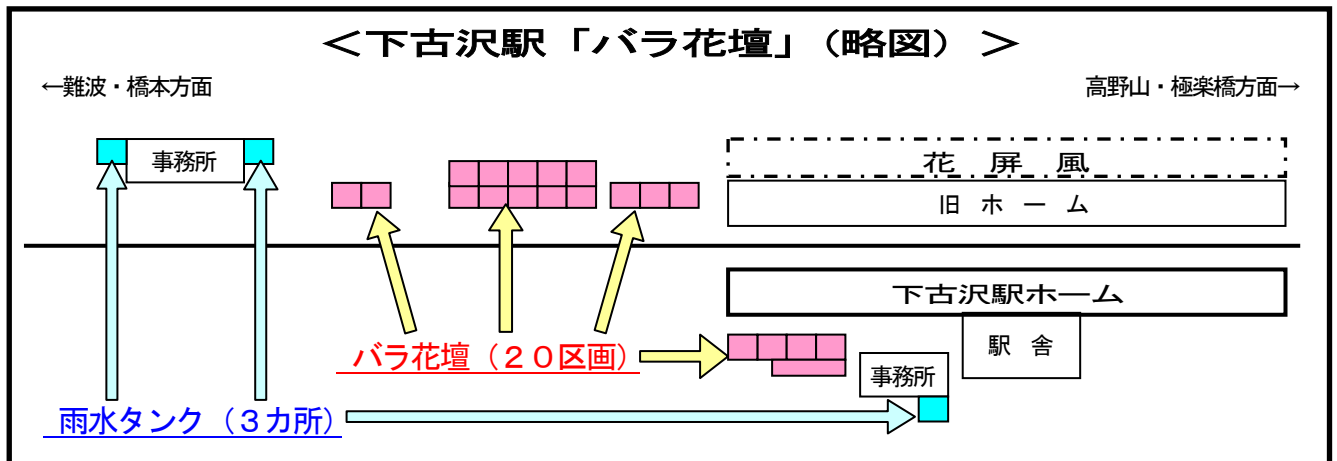 ＜下古沢駅「バラ花壇」（略図）＞
←難波・橋本方面
高野山・極楽橋方面→
事務所
花　屏　風
旧　ホ　ー　ム
下古沢駅ホーム
駅　舎
バラ花壇（２０区画）
事務所
雨水タンク（３カ所）